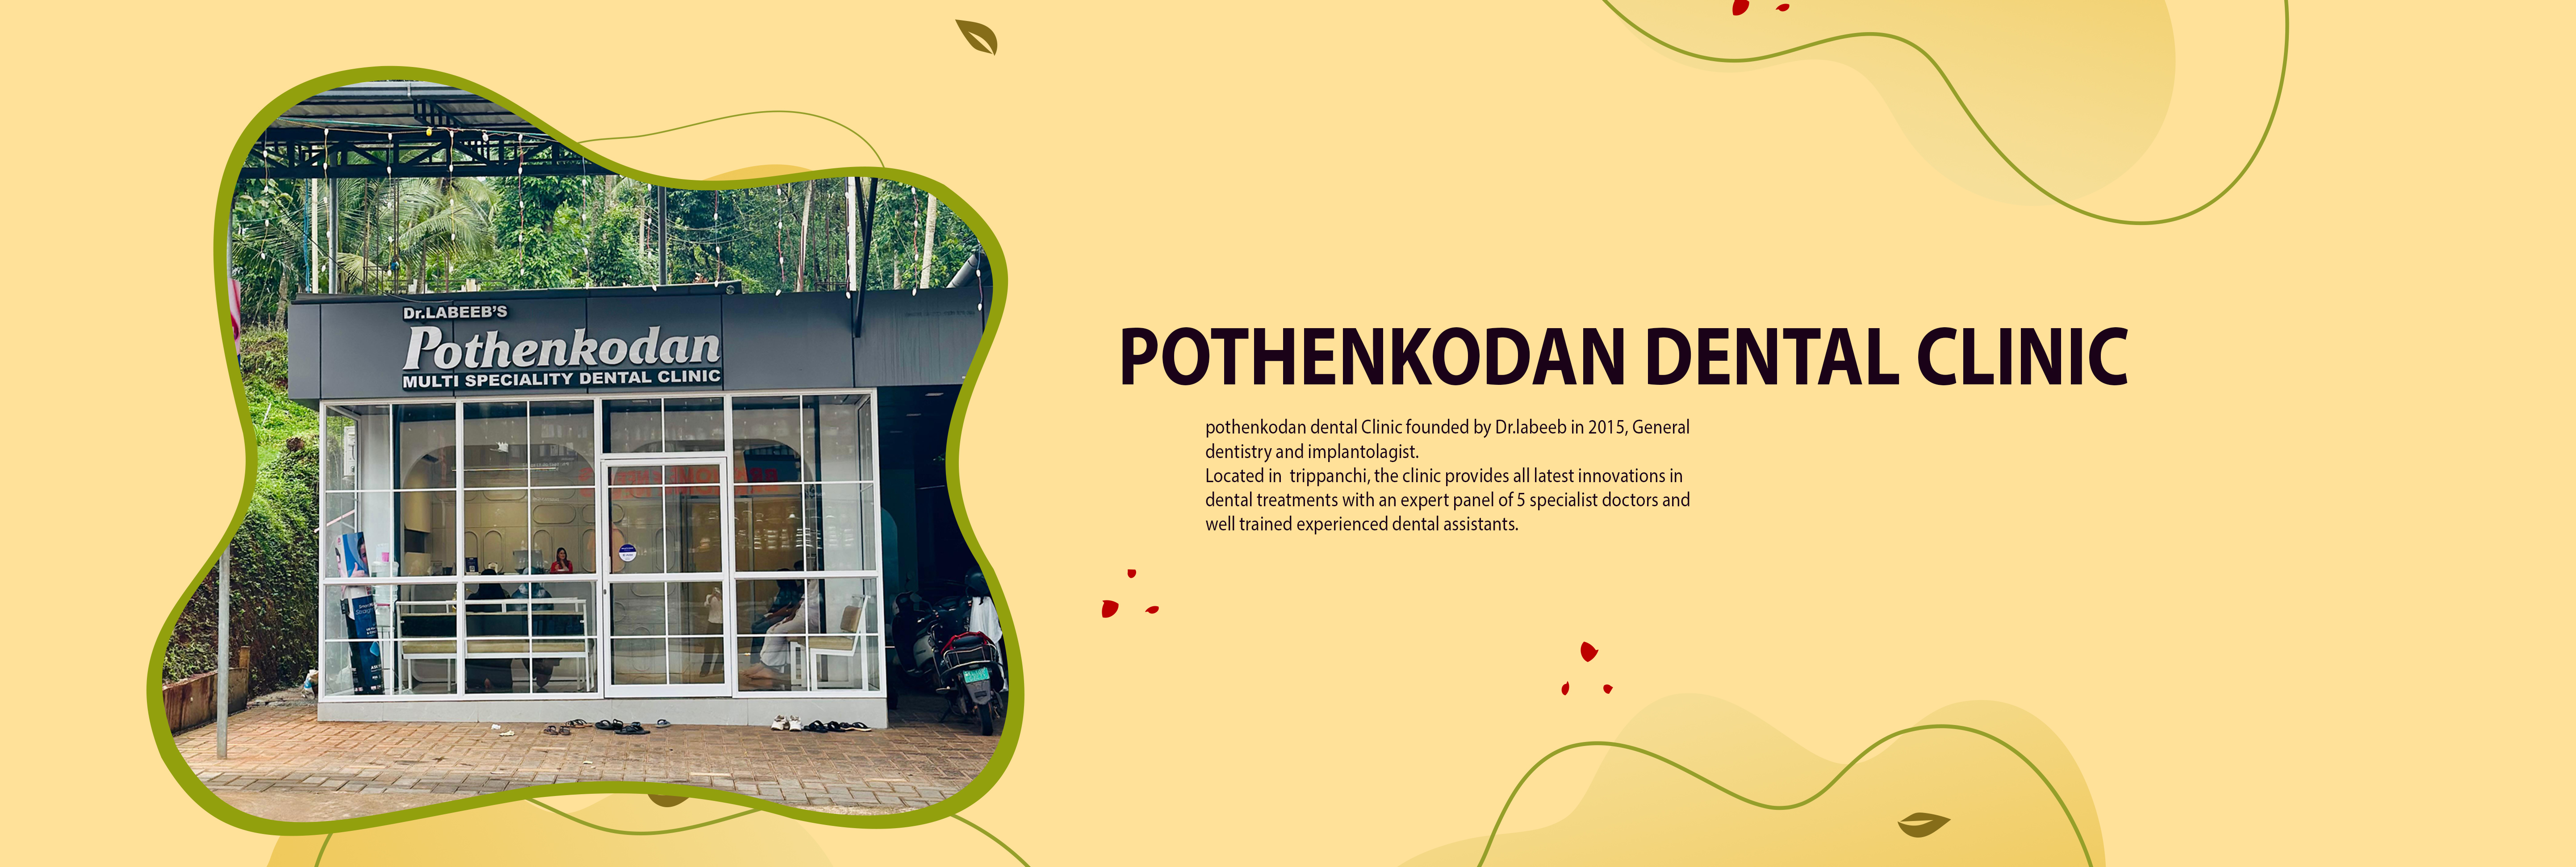 Dr.LABEEB'S
Pothenkodan
MULTI SPECIALITY DENTAL CLINIC
POTHENKODAN DENTAL CLINIC
pothenkodan dental Clinic founded by Dr.labeeb in 2015, General
dentistry and implantolagist.
Located in  trippanchi, the clinic provides all latest innovations in
dental treatments with an expert panel of 5 specialist doctors and
well trained experienced dental assistants.